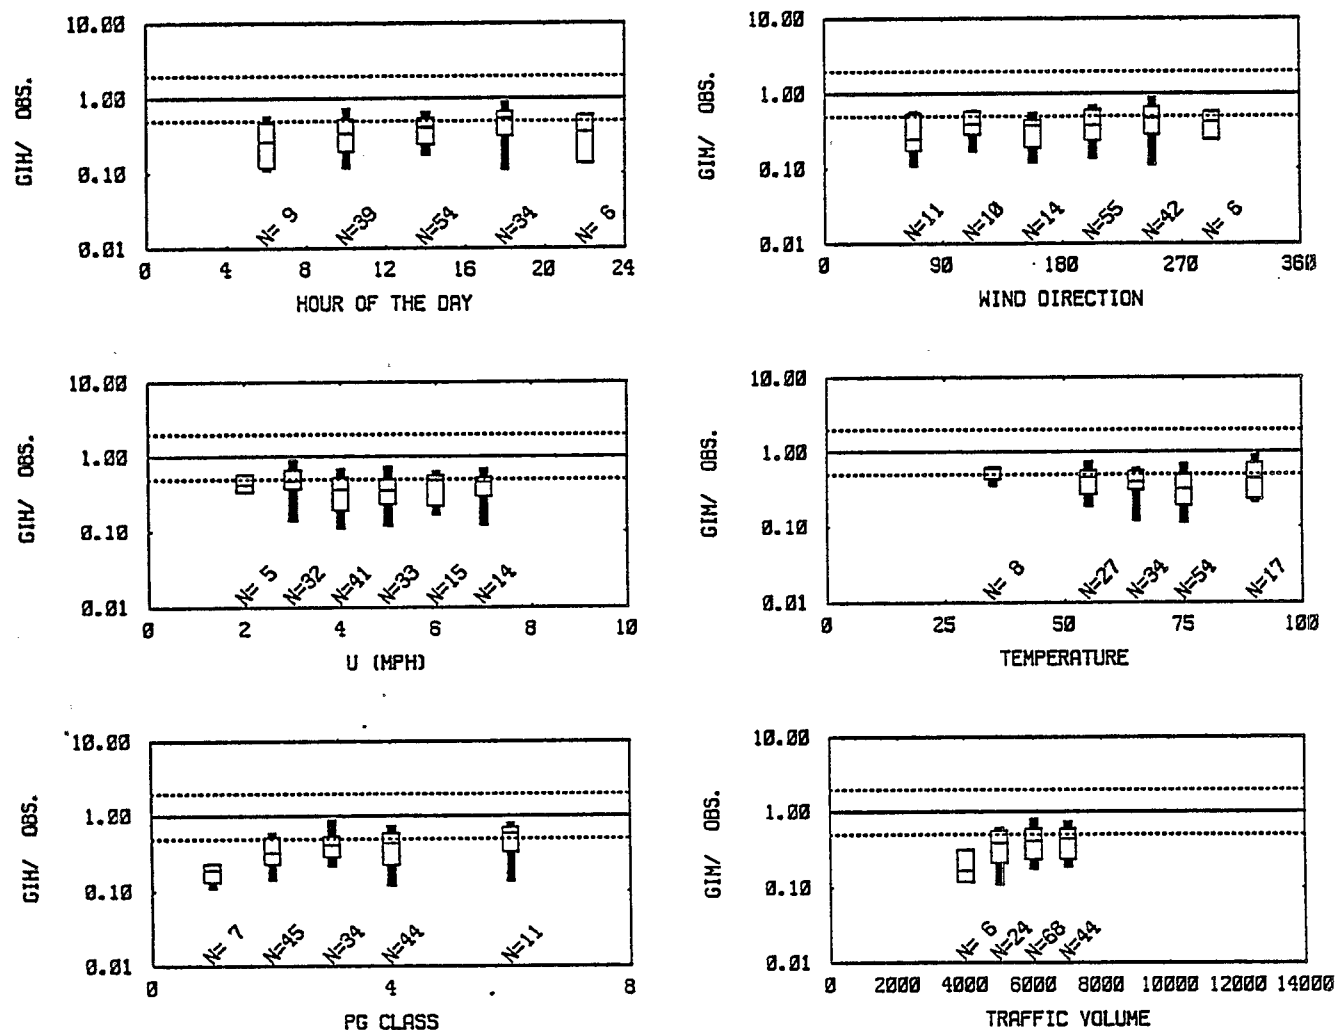 10.00
1.00
0.10
0.01
GIM/ OBS.
N= 9 N=39 N=54 N=34 N= 6
0 4 8 12 16 20 24
HOUR OF THE DAY
10.00
1.00
0.10
0.01
GIM/ OBS.
N=11 N=10 N=14 N=55 N=42 N= 6
0 90 180 270 360
WIND DIRECTION
10.00
1.00
0.10
0.01
GIM/ OBS.
N= 5 N=32 N=41 N=33 N=15 N=14
0 2 4 6 8 10
U (MPH)
10.00
1.00
0.10
0.01
GIM/ OBS.
N= 8 N=27 N=34 N=54 N=17
0 25 50 75 100
TEMPERATURE
10.00
1.00
0.10
0.01
GIM/ OBS.
N= 7 N=45 N=34 N=44 N=11
0 4 8
PG CLASS
10.00
1.00
0.10
0.01
GIM/ OBS.
N= 6 N=24 N=68 N=44
0 2000 4000 6000 8000 10000 12000 14000
TRAFFIC VOLUME